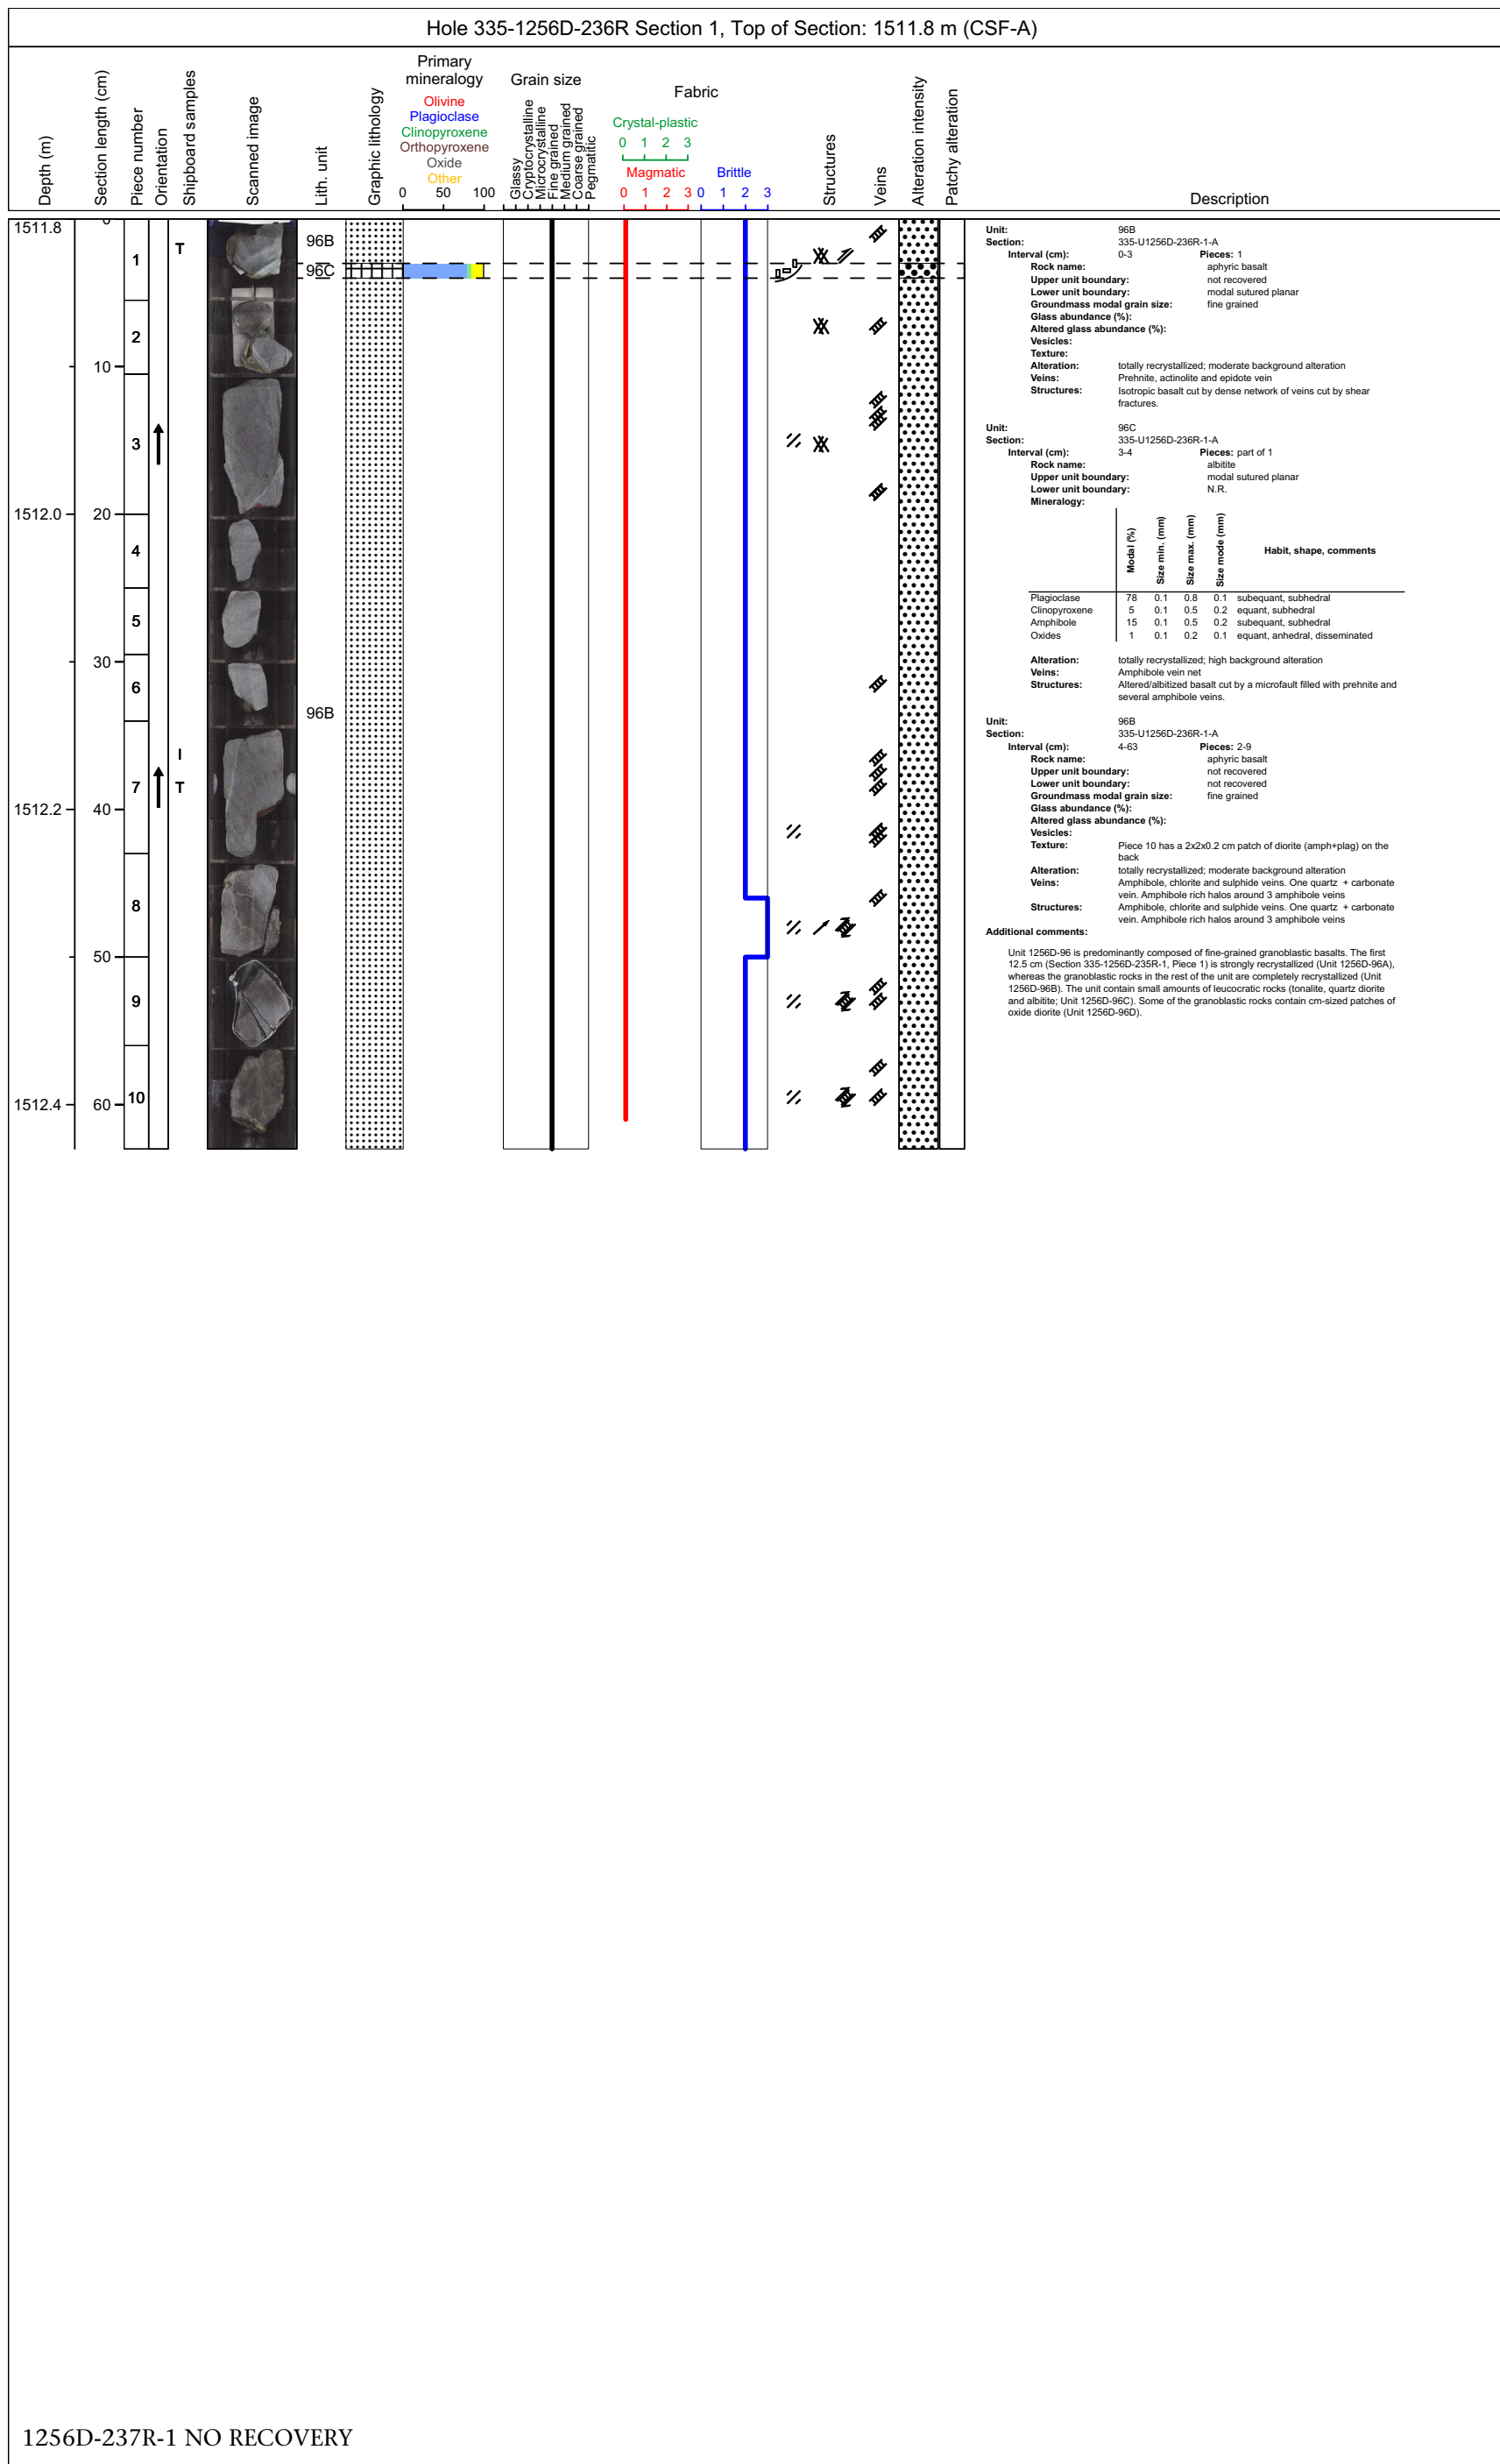 Hole 335-1256D-236R Section 1, Top of Section: 1511.8 m (CSF-A)
Depth (m)
Section length (cm)
Piece number
Orientation
Shipboard samples
Scanned image
Lith. unit
Graphic lithology
Primary
mineralogy
Olivine
Plagioclase
Clinopyroxene
Orthopyroxene
Oxide
Other
0 50 100
Grain size
Glassy
Cryptocrystalline
Microcrystalline
Fine grained
Medium grained
Coarse grained
Pegmatitic
Fabric
Crystal-plastic
0 1 2 3
Magmatic
0 1 2 3
Brittle
0 1 2 3
Structures
Veins
Alteration intensity
Patchy alteration
Description
1511.8
1512.0
1512.2
1512.4
0
10
20
30
40
50
60
1
2
3
4
5
6
7
8
9
10
T
I
T
96B
96C
96B
Unit: 96B
Section: 335-U1256D-236R-1-A
Interval (cm): 0-3 Pieces: 1
Rock name: aphyric basalt
Upper unit boundary: not recovered
Lower unit boundary: modal sutured planar
Groundmass modal grain size: fine grained
Glass abundance (%):
Altered glass abundance (%):
Vesicles:
Texture:
Alteration: totally recrystallized; moderate background alteration
Veins: Prehnite, actinolite and epidote vein
Structures: Isotropic basalt cut by dense network of veins cut by shear
fractures.
Unit: 96C
Section: 335-U1256D-236R-1-A
Interval (cm): 3-4 Pieces: part of 1
Rock name: albitite
Upper unit boundary: modal sutured planar
Lower unit boundary: N.R.
Mineralogy:
Modal (%) Size min. (mm) Size max. (mm) Size mode (mm) Habit, shape, comments
Plagioclase 78 0.1 0.8 0.1 subequant, subhedral
Clinopyroxene 5 0.1 0.5 0.2 equant, subhedral
Amphibole 15 0.1 0.5 0.2 subequant, subhedral
Oxides 1 0.1 0.2 0.1 equant, anhedral, disseminated
Alteration: totally recrystallized; high background alteration
Veins: Amphibole vein net
Structures: Altered/albitized basalt cut by a microfault filled with prehnite and
several amphibole veins.
Unit: 96B
Section: 335-U1256D-236R-1-A
Interval (cm): 4-63 Pieces: 2-9
Rock name: aphyric basalt
Upper unit boundary: not recovered
Lower unit boundary: not recovered
Groundmass modal grain size: fine grained
Glass abundance (%):
Altered glass abundance (%):
Vesicles:
Texture: Piece 10 has a 2x2x0.2 cm patch of diorite (amph+plag) on the
back
Alteration: totally recrystallized; moderate background alteration
Veins: Amphibole, chlorite and sulphide veins. One quartz + carbonate
vein. Amphibole rich halos around 3 amphibole veins
Structures: Amphibole, chlorite and sulphide veins. One quartz + carbonate
vein. Amphibole rich halos around 3 amphibole veins
Additional comments:
Unit 1256D-96 is predominantly composed of fine-grained granoblastic basalts. The first
12.5 cm (Section 335-1256D-235R-1, Piece 1) is strongly recrystallized (Unit 1256D-96A),
whereas the granoblastic rocks in the rest of the unit are completely recrystallized (Unit
1256D-96B). The unit contain small amounts of leucocratic rocks (tonalite, quartz diorite
and albitite; Unit 1256D-96C). Some of the granoblastic rocks contain cm-sized patches of
oxide diorite (Unit 1256D-96D).
1256D-237R-1 NO RECOVERY